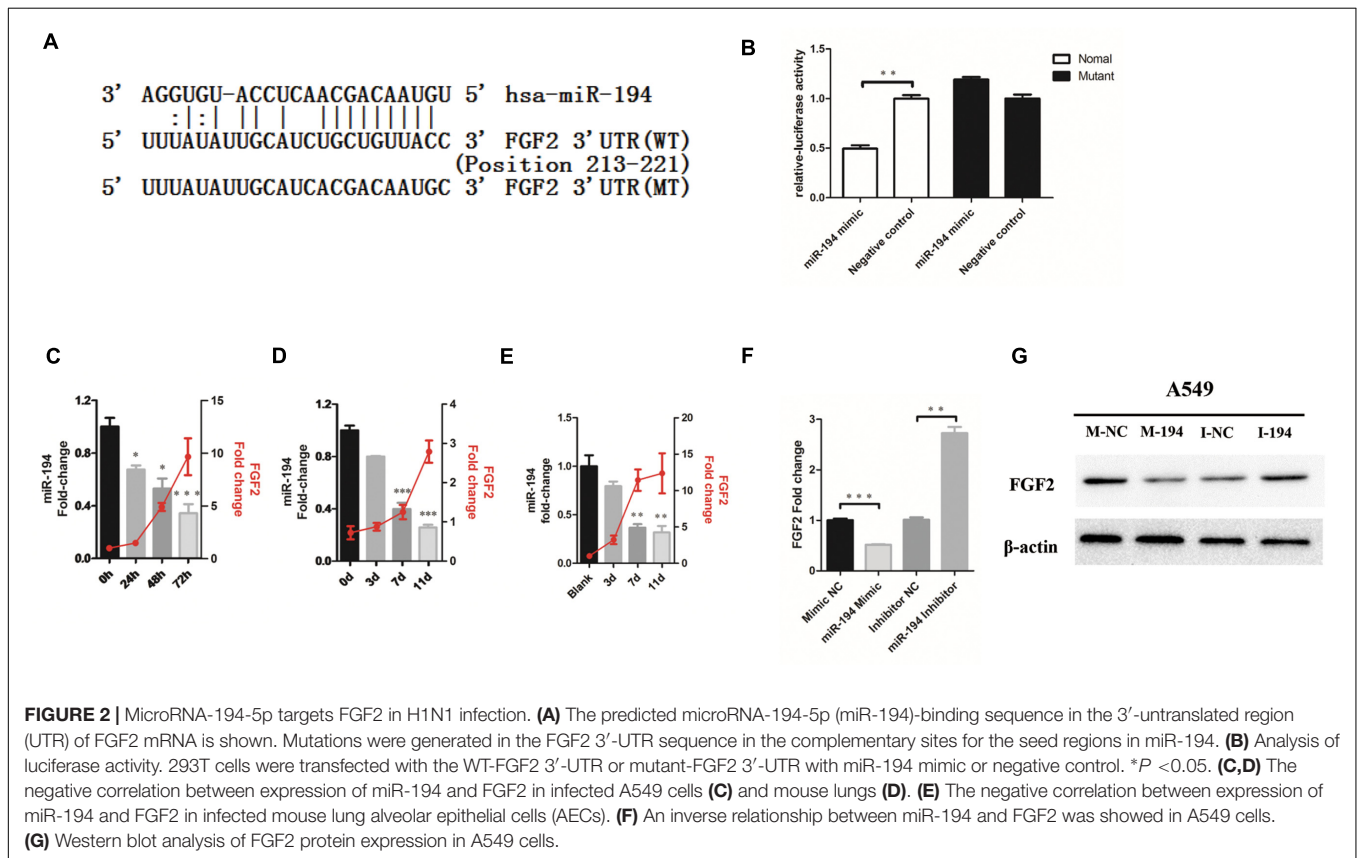 A
3' AGGUGU-ACCUCAACGACAAUGU 5' hsa-miR-194
5' UUUAUAUUGCAUCUGCUGUUACC 3' FGF2 3'UTR(WT)
(Position 213-221)
5' UUUAUAUUGCAUCACGACAAUGC 3' FGF2 3'UTR(MT)
B
relative-luciferase activity
1.5
1.0
0.5
0.0
**
Nomal
Mutant
miR-194 mimic
Negative control
miR-194 mimic
Negative control
C
miR-194
Fold-change
1.2
0.8
0.4
0.0
*
*
***
15
10
5
0
FGF2
Fold change
0h
24h
48h
72h
D
miR-194
Fold-change
1.2
0.8
0.4
0.0
***
***
4
3
2
1
0
FGF2
Fold change
0d
3d
7d
11d
E
miR-194
fold-change
1.5
1.0
0.5
0.0
**
**
20
15
10
5
0
FGF2
Fold change
Blank
3d
7d
11d
F
FGF2 Fold change
3
2
1
0
***
**
Mimic NC
miR-194 Mimic
Inhibitor NC
miR-194 Inhibitor
G
A549
M-NC M-194 I-NC I-194
FGF2
β-actin
FIGURE 2 | MicroRNA-194-5p targets FGF2 in H1N1 infection. (A) The predicted microRNA-194-5p (miR-194)-binding sequence in the 3′-untranslated region
(UTR) of FGF2 mRNA is shown. Mutations were generated in the FGF2 3′-UTR sequence in the complementary sites for the seed regions in miR-194. (B) Analysis of
luciferase activity. 293T cells were transfected with the WT-FGF2 3′-UTR or mutant-FGF2 3′-UTR with miR-194 mimic or negative control. *P <0.05. (C,D) The
negative correlation between expression of miR-194 and FGF2 in infected A549 cells (C) and mouse lungs (D). (E) The negative correlation between expression of
miR-194 and FGF2 in infected mouse lung alveolar epithelial cells (AECs). (F) An inverse relationship between miR-194 and FGF2 was showed in A549 cells.
(G) Western blot analysis of FGF2 protein expression in A549 cells.